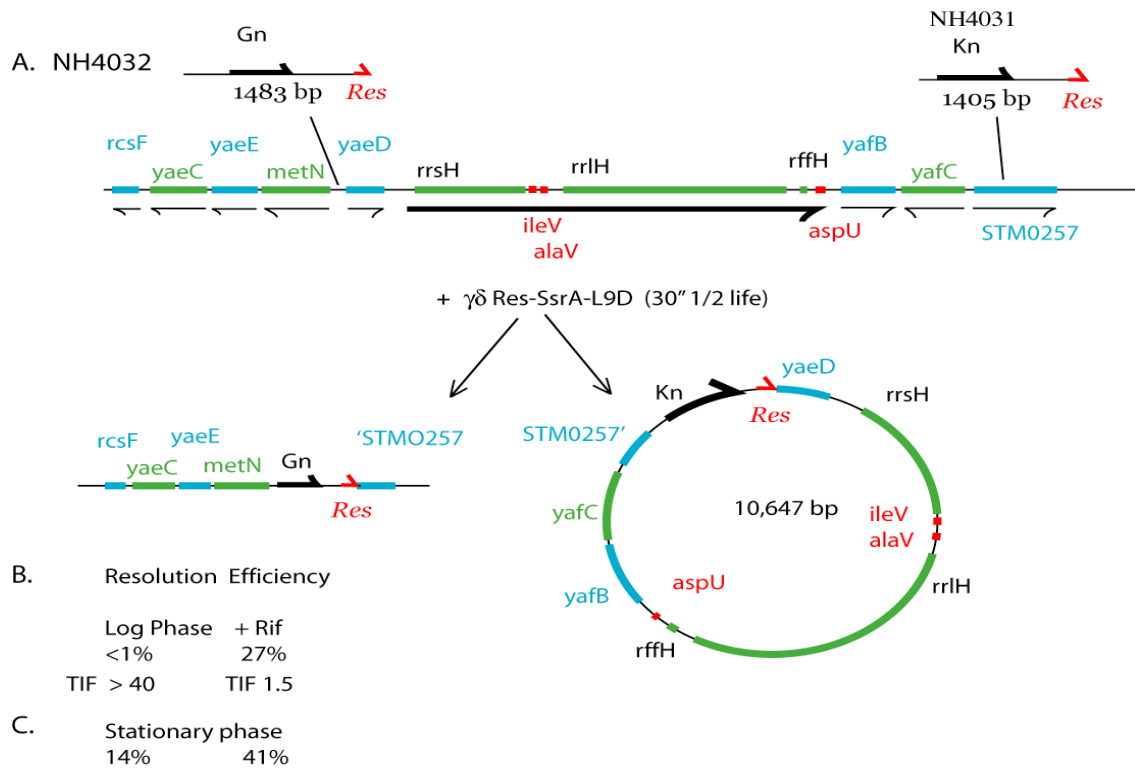 NH4031
Gn
Kn
A. NH4032
1483 bp
Res
1405 bp
Res
rcsF
yaeE
yaeD
yafB
yaeC
metN
rrsH
rrlH
rffH
yafC
ileV
alaV
aspU
STM0257
+ γδ Res-SsrA-L9D (30" 1/2 life)
yaeD
Kn
rrsH
Res
STM0257'
rcsF
yaeE
'STMO257
yaeC
metN
Gn
Res
yafC
10,647 bp
ileV
alaV
aspU
yafB
rrlH
rffH
B. Resolution Efficiency
Log Phase + Rif
<1% 27%
TIF > 40 TIF 1.5
C. Stationary phase
14% 41%